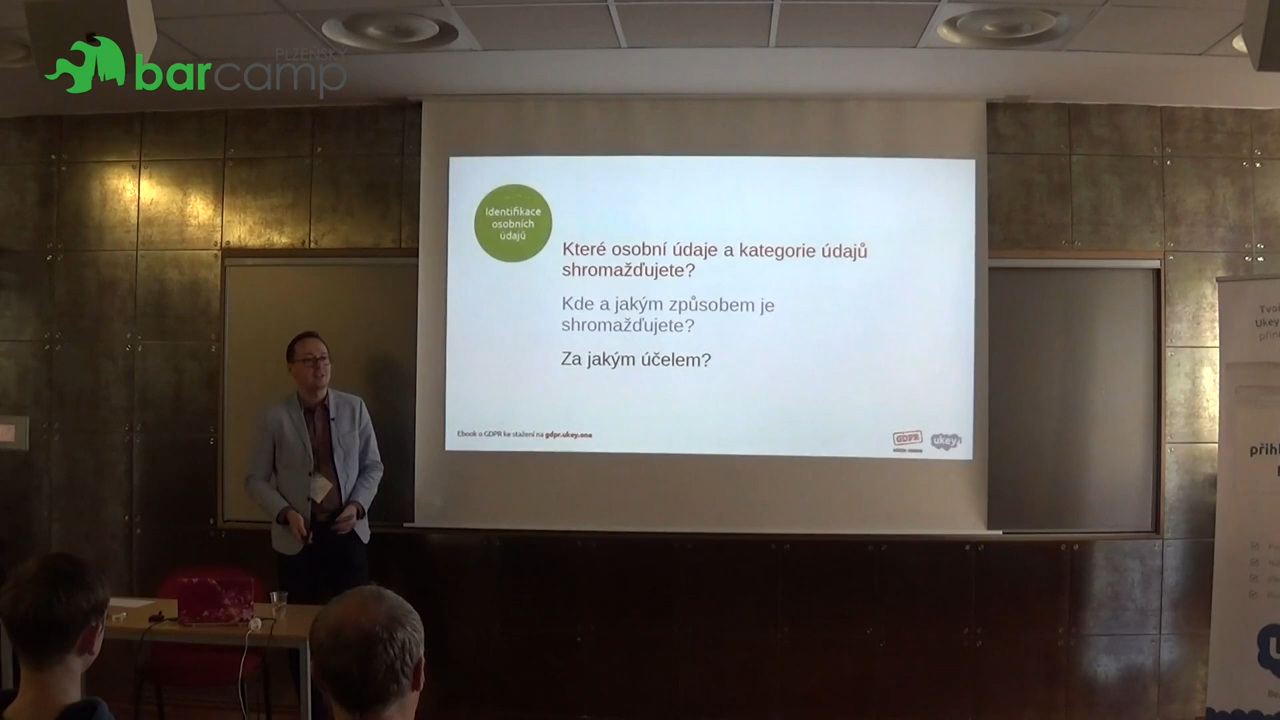 PLZEŇSKÝ
barcamp
Identifikace
osobních
údajů
Které osobní údaje a kategorie údajů
shromažďujete?
Kde a jakým způsobem je
shromažďujete?
Za jakým účelem?
Ebook o GDPR ke stažení na gdpr.ukey.one
GDPR
ukey